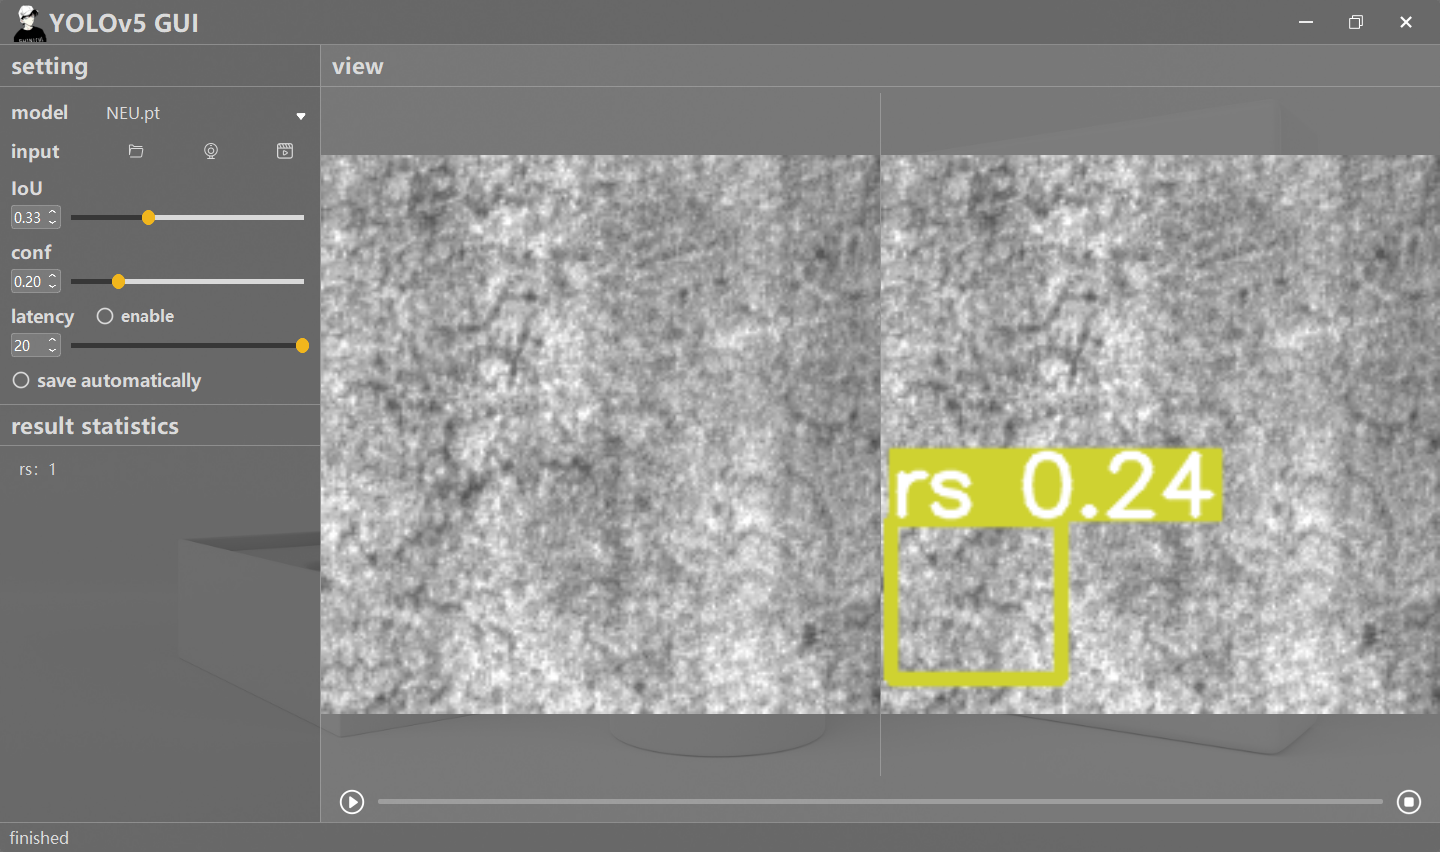 YOLOv5 GUI
setting
view
model NEU.pt
input
IoU
0.33
conf
0.20
latency enable
20
save automatically
result statistics
rs: 1
rs 0.24
finished